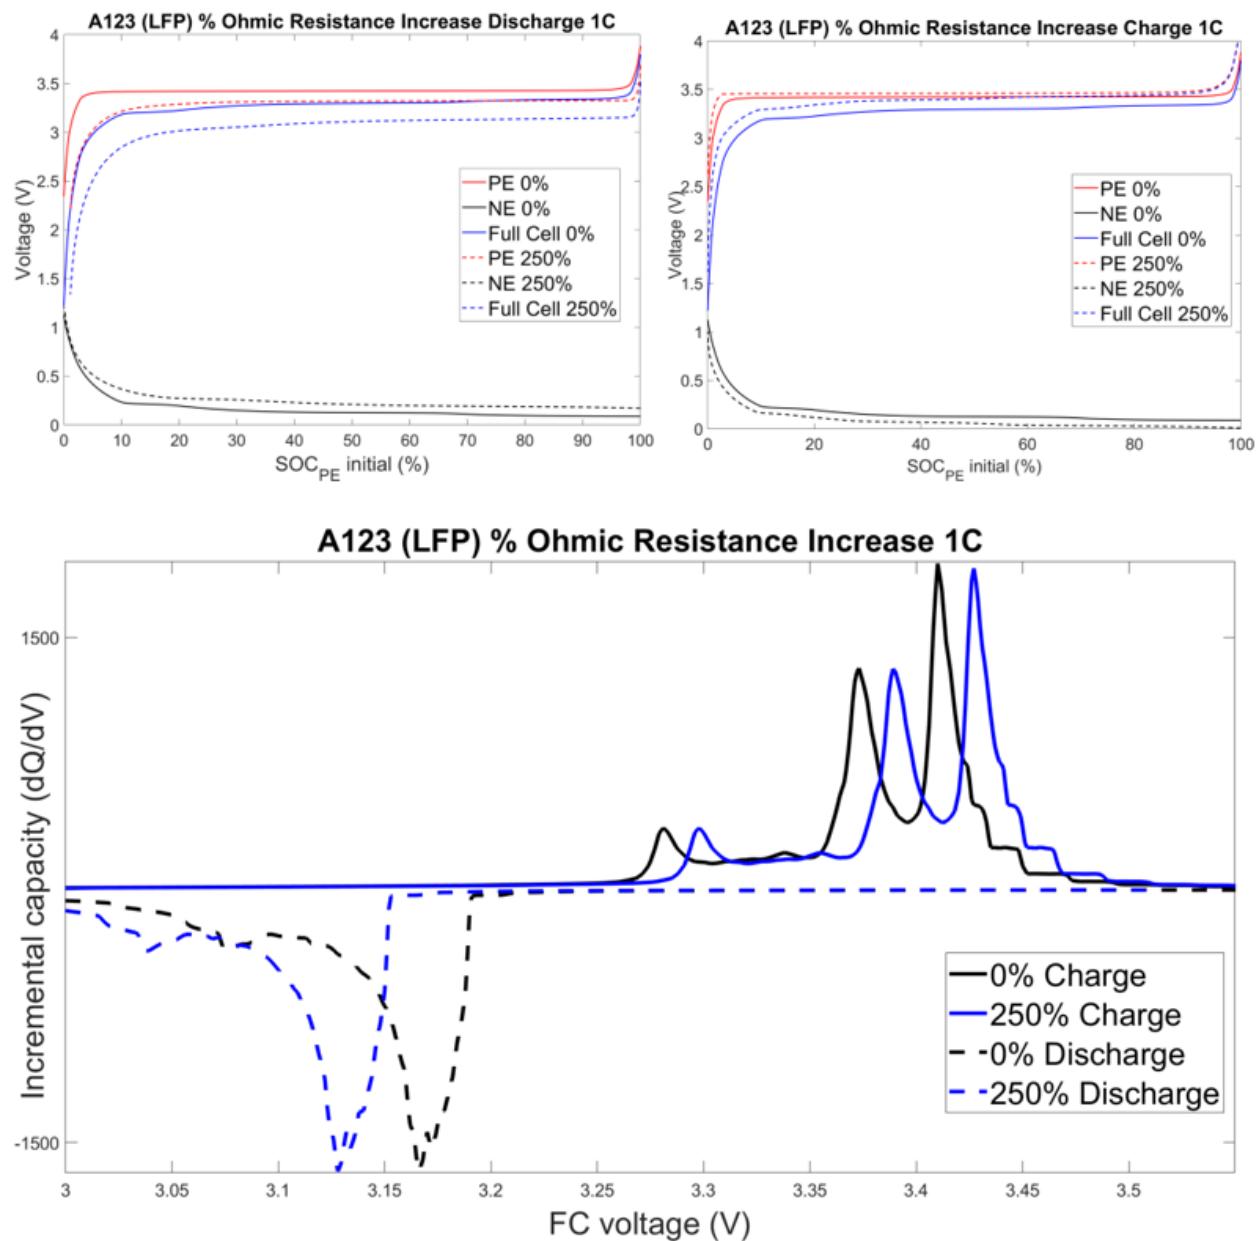 A123 (LFP) % Ohmic Resistance Increase Discharge 1C
4
3.5
3
2.5
2
1.5
1
0.5
0
Voltage (V)
PE 0%
NE 0%
Full Cell 0%
PE 250%
NE 250%
Full Cell 250%
0 10 20 30 40 50 60 70 80 90 100
SOC_PE initial (%)
A123 (LFP) % Ohmic Resistance Increase Charge 1C
4
3.5
3
2.5
2
1.5
1
0.5
0
Voltage (V)
PE 0%
NE 0%
Full Cell 0%
PE 250%
NE 250%
Full Cell 250%
0 20 40 60 80 100
SOC_PE initial (%)
A123 (LFP) % Ohmic Resistance Increase 1C
1500
-1500
Incremental capacity (dQ/dV)
0% Charge
250% Charge
0% Discharge
250% Discharge
3 3.05 3.1 3.15 3.2 3.25 3.3 3.35 3.4 3.45 3.5
FC voltage (V)